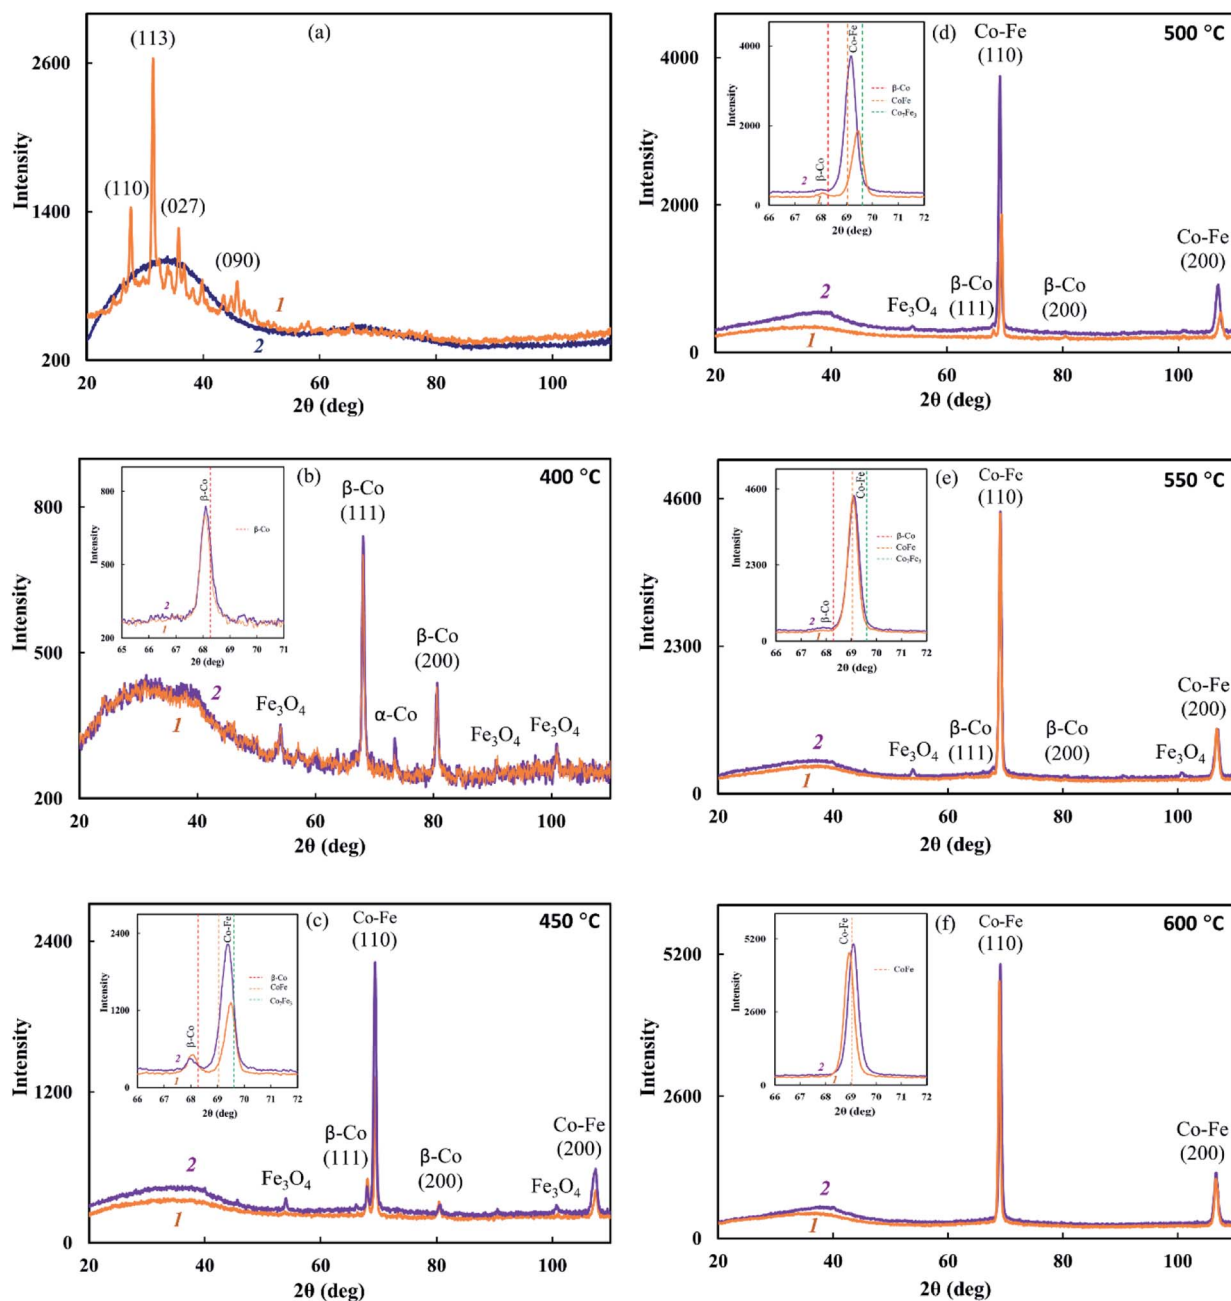 (a)
(113)
2600
(110)
(027)
1400
(090)
1
2
200
20
40
60
80
100
2θ (deg)
Intensity
(d)
Co-Fe
(110)
500 °C
4000
2000
0
Co-Fe
(200)
β-Co
(111)
β-Co
(200)
Fe₃O₄
2
1
20
40
60
80
100
2θ (deg)
Intensity
4000
2000
0
Co-Fe
β-Co
β-Co
CoFe
Co₇Fe₃
2
1
66 67 68 69 70 71 72
2θ (deg)
Intensity
(b)
400 °C
β-Co
(111)
800
500
200
β-Co
(200)
α-Co
Fe₃O₄
Fe₃O₄
Fe₃O₄
2
1
20
40
60
80
100
2θ (deg)
Intensity
800
500
200
β-Co
β-Co
2
1
65 66 67 68 69 70 71
2θ (deg)
Intensity
(e)
Co-Fe
(110)
550 °C
4600
2300
0
Co-Fe
(200)
β-Co
(111)
β-Co
(200)
Fe₃O₄
Fe₃O₄
2
1
20
40
60
80
100
2θ (deg)
Intensity
4600
2300
0
Co-Fe
β-Co
β-Co
CoFe
Co₇Fe₃
2
1
66 67 68 69 70 71 72
2θ (deg)
Intensity
(c)
Co-Fe
(110)
450 °C
2400
1200
0
β-Co
(111)
β-Co
(200)
Co-Fe
(200)
Fe₃O₄
Fe₃O₄
2
1
20
40
60
80
100
2θ (deg)
Intensity
2400
1200
0
Co-Fe
β-Co
β-Co
CoFe
Co₇Fe₃
2
1
66 67 68 69 70 71 72
2θ (deg)
Intensity
(f)
Co-Fe
(110)
600 °C
5200
2600
0
Co-Fe
(200)
2
1
20
40
60
80
100
2θ (deg)
Intensity
5200
2600
0
Co-Fe
CoFe
2
1
66 67 68 69 70 71 72
2θ (deg)
Intensity